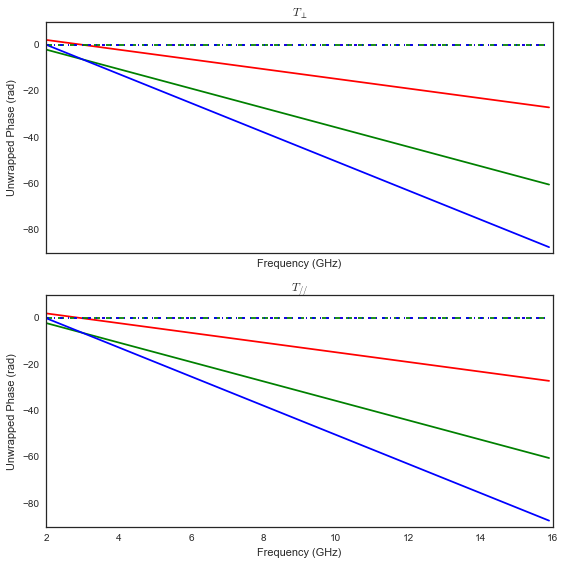 T⊥
0
−20
−40
−60
−80
Unwrapped Phase (rad)
Frequency (GHz)
T//
0
−20
−40
−60
−80
Unwrapped Phase (rad)
2 4 6 8 10 12 14 16
Frequency (GHz)